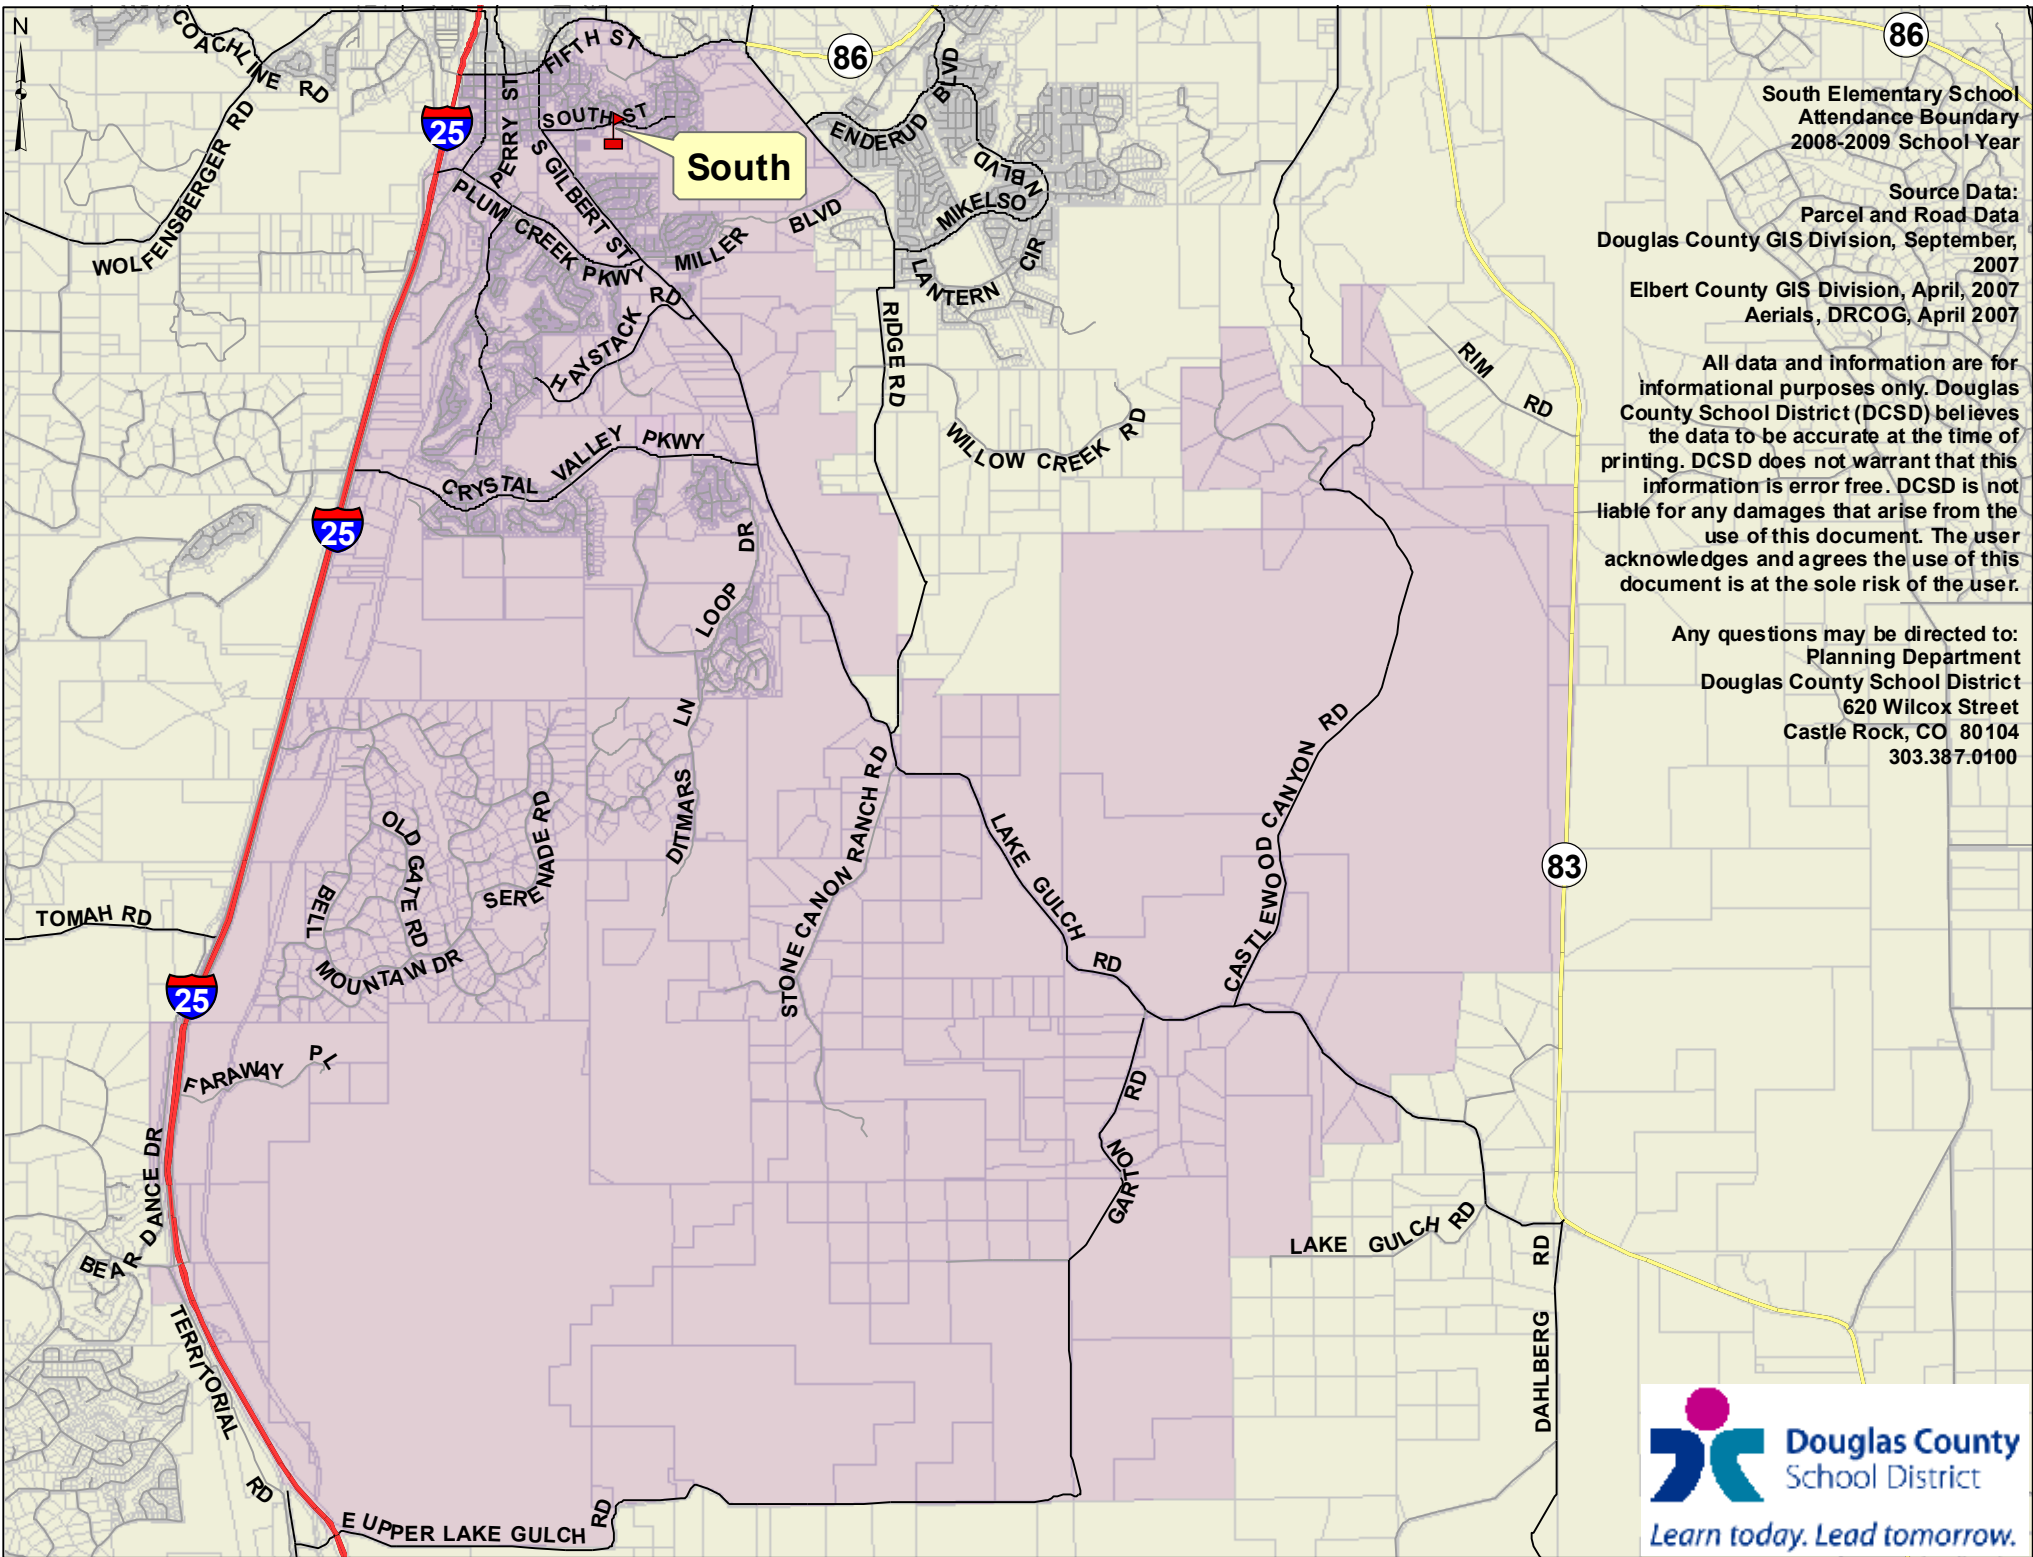 N
COACHLINE RD
WOLFENSBERGER RD
25
PERRY ST
FIFTH ST
SOUTH ST
South
S GILBERT ST
PLUM CREEK PKWY
MILLER BLVD
HAYSTACK RD
86
ENDERUD BLVD
MIKELSON BLVD
LANTERN CIR
RIDGE RD
WILLOW CREEK RD
RIM RD
86
South Elementary School
Attendance Boundary
2008-2009 School Year
Source Data:
Parcel and Road Data
Douglas County GIS Division, September,
2007
Elbert County GIS Division, April, 2007
Aerials, DRCOG, April 2007
All data and information are for
informational purposes only. Douglas
County School District (DCSD) believes
the data to be accurate at the time of
printing. DCSD does not warrant that this
information is error free. DCSD is not
liable for any damages that arise from the
use of this document. The user
acknowledges and agrees the use of this
document is at the sole risk of the user.
Any questions may be directed to:
Planning Department
Douglas County School District
620 Wilcox Street
Castle Rock, CO 80104
303.387.0100
CRYSTAL VALLEY PKWY
25
LOOP DR
DITMARS LN
OLD GATE RD
SERENADE RD
BELL MOUNTAIN DR
STONE CANON RANCH RD
LAKE GULCH RD
CASTLEWOOD CANYON RD
83
TOMAH RD
25
FARAWAY PL
BEAR DANCE DR
GARTON RD
LAKE GULCH RD
DAHLBERG RD
TERRITORIAL RD
E UPPER LAKE GULCH RD
Douglas County
School District
Learn today. Lead tomorrow.